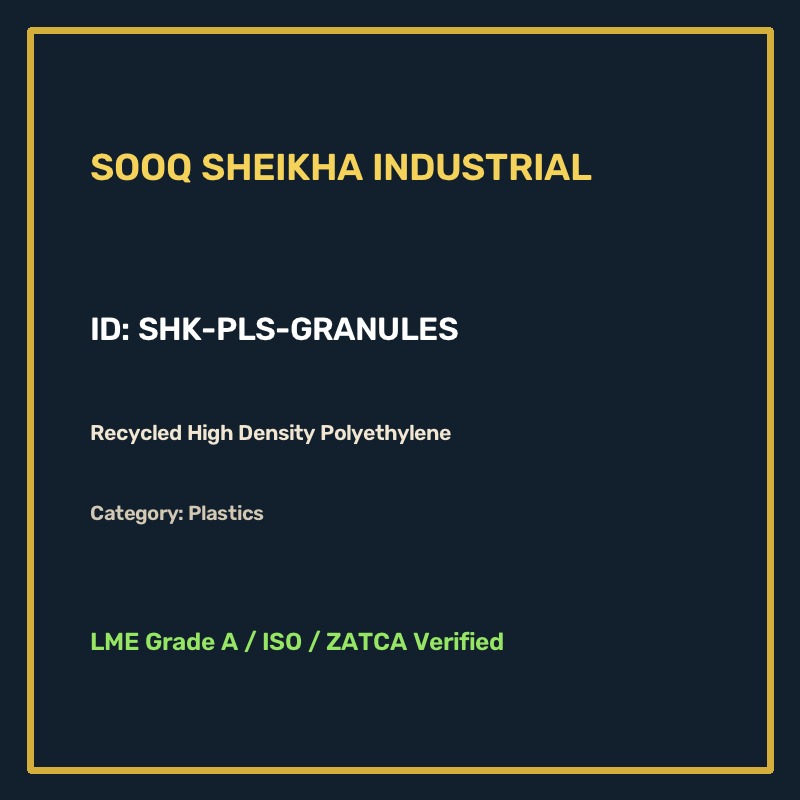 SOOQ SHEIKHA INDUSTRIAL
ID: SHK-PLS-GRANULES
Recycled High Density Polyethylene
Category: Plastics
LME Grade A / ISO / ZATCA Verified